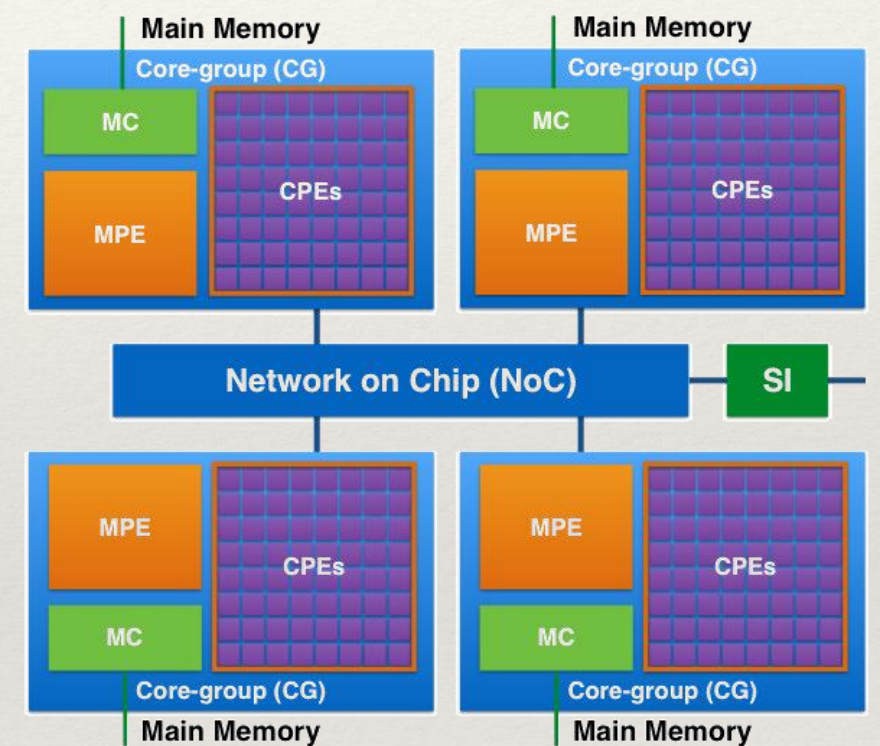 Main Memory
Core-group (CG)
MC
MPE
CPEs
Main Memory
Core-group (CG)
MC
MPE
CPEs
Network on Chip (NoC)
SI
MPE
CPEs
MC
Core-group (CG)
Main Memory
MPE
CPEs
MC
Core-group (CG)
Main Memory